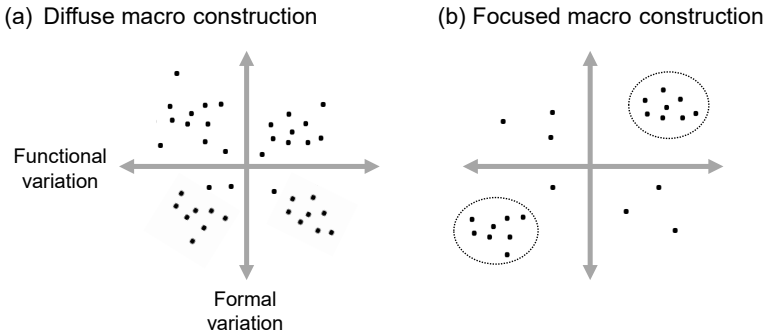 (a) Diffuse macro construction
(b) Focused macro construction
Functional
variation
Formal
variation